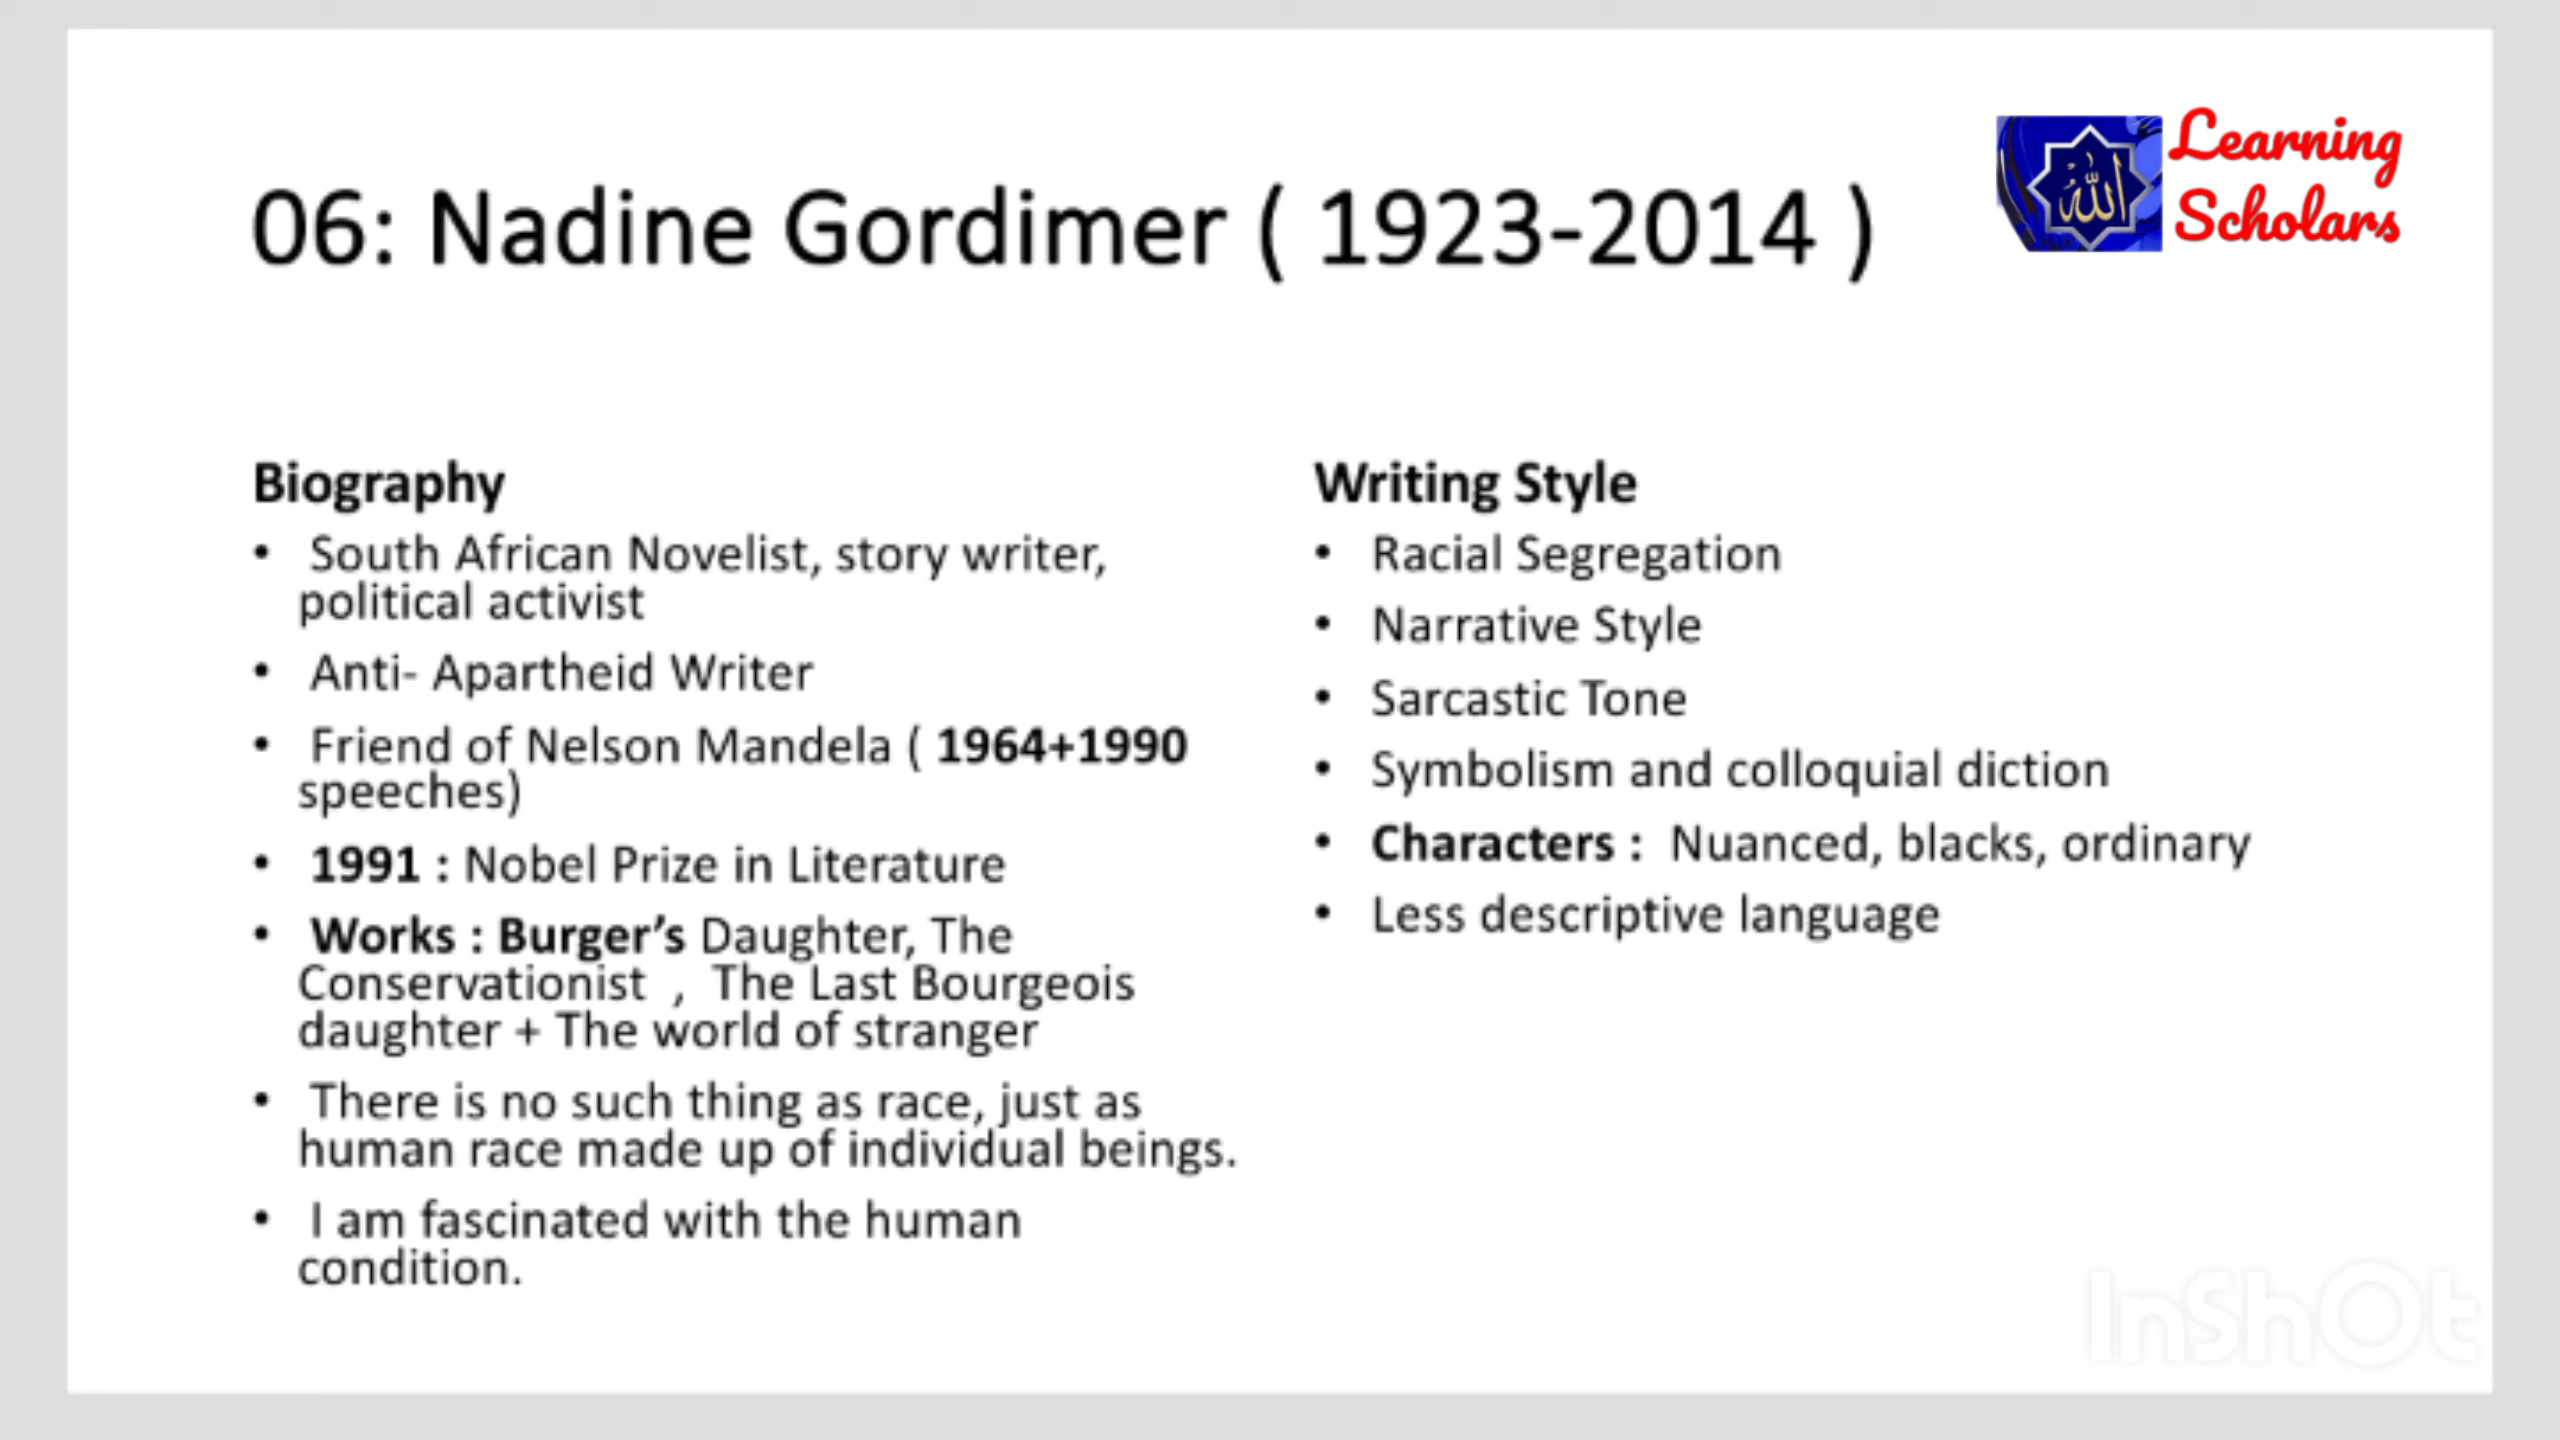 Learning
Scholars
الله
06: Nadine Gordimer ( 1923-2014 )
Biography
• South African Novelist, story writer,
political activist
• Anti- Apartheid Writer
• Friend of Nelson Mandela ( 1964+1990
speeches)
• 1991 : Nobel Prize in Literature
• Works : Burger’s Daughter, The
Conservationist , The Last Bourgeois
daughter + The world of stranger
• There is no such thing as race, just as
human race made up of individual beings.
• I am fascinated with the human
condition.
Writing Style
• Racial Segregation
• Narrative Style
• Sarcastic Tone
• Symbolism and colloquial diction
• Characters : Nuanced, blacks, ordinary
• Less descriptive language
InShOt